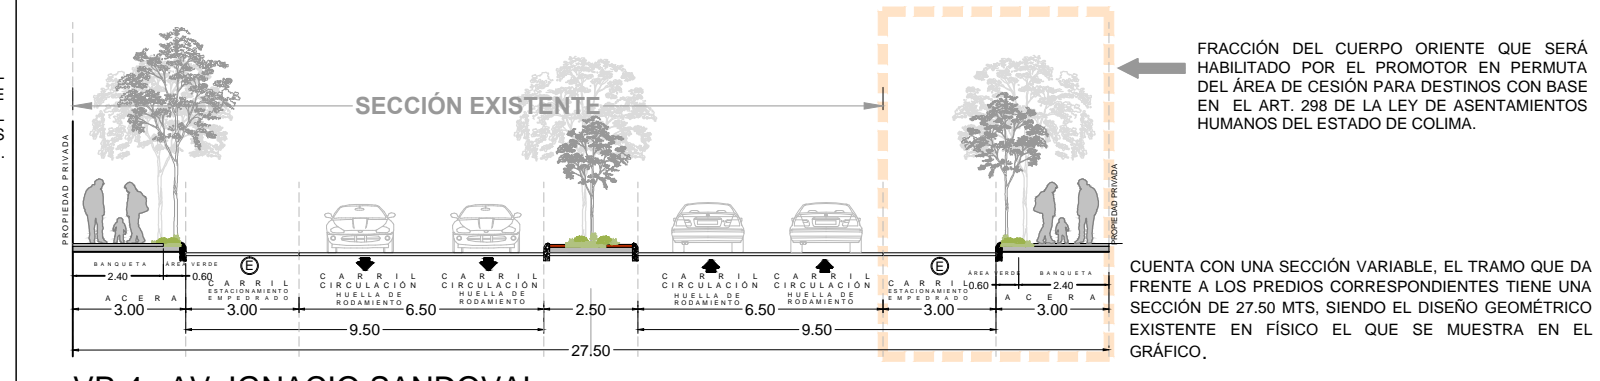 SECCIÓN EXISTENTE
FRACCIÓN DEL CUERPO ORIENTE QUE SERÁ
HABILITADO POR EL PROMOTOR EN PERMUTA
DEL ÁREA DE CESIÓN PARA DESTINOS CON BASE
EN EL ART. 298 DE LA LEY DE ASENTAMIENTOS
HUMANOS DEL ESTADO DE COLIMA.
PROPIEDAD PRIVADA
PROPIEDAD PRIVADA
BANQUETA
2.40
ÁREA VERDE
0.60
ACERA
3.00
E
CARRIL
ESTACIONAMIENTO
EMPEDRADO
3.00
CARRIL
CIRCULACIÓN
HUELLA DE
RODAMIENTO
CARRIL
CIRCULACIÓN
HUELLA DE
RODAMIENTO
6.50
9.50
2.50
CARRIL
CIRCULACIÓN
HUELLA DE
RODAMIENTO
CARRIL
CIRCULACIÓN
HUELLA DE
RODAMIENTO
6.50
9.50
E
CARRIL
ESTACIONAMIENTO
EMPEDRADO
3.00
ÁREA VERDE
0.60
BANQUETA
2.40
ACERA
3.00
27.50
CUENTA CON UNA SECCIÓN VARIABLE, EL TRAMO QUE DA
FRENTE A LOS PREDIOS CORRESPONDIENTES TIENE UNA
SECCIÓN DE 27.50 MTS, SIENDO EL DISEÑO GEOMÉTRICO
EXISTENTE EN FÍSICO EL QUE SE MUESTRA EN EL
GRÁFICO.
AV. IGNACIO SANDOVAL